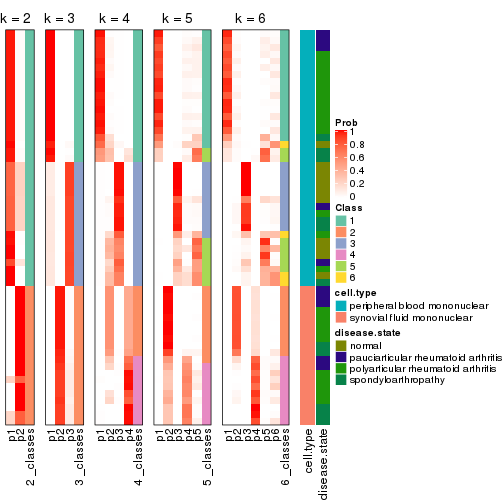 k = 2 k = 3 k = 4 k = 5 k = 6
Prob
1
0.8
0.6
0.4
0.2
0
Class
1
2
3
4
5
6
cell.type
peripheral blood mononuclear
synovial fluid mononuclear
disease.state
normal
pauciarticular rheumatoid arthritis
polyarticular rheumatoid arthritis
spondyloarthropathy
p1
p2
2_classes
p1
p2
p3
3_classes
p1
p2
p3
p4
4_classes
p1
p2
p3
p4
p5
5_classes
p1
p2
p3
p4
p5
p6
6_classes
cell.type
disease.state